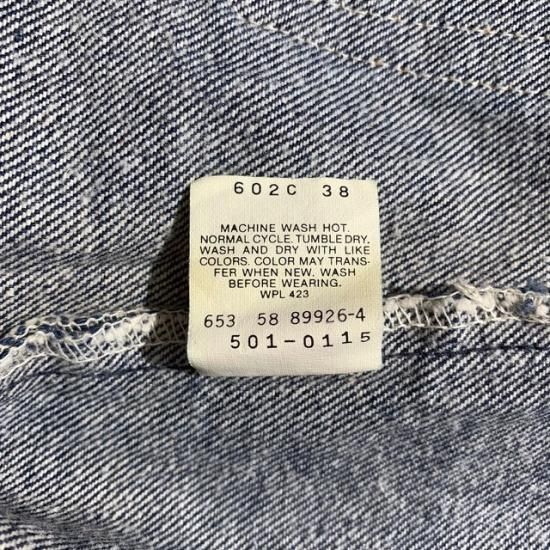 602C 38
MACHINE WASH HOT.
NORMAL CYCLE. TUMBLE DRY.
WASH AND DRY WITH LIKE
COLORS. COLOR MAY TRANS-
FER WHEN NEW. WASH
BEFORE WEARING.
WPL 423
653 58 89926-4
501-0115